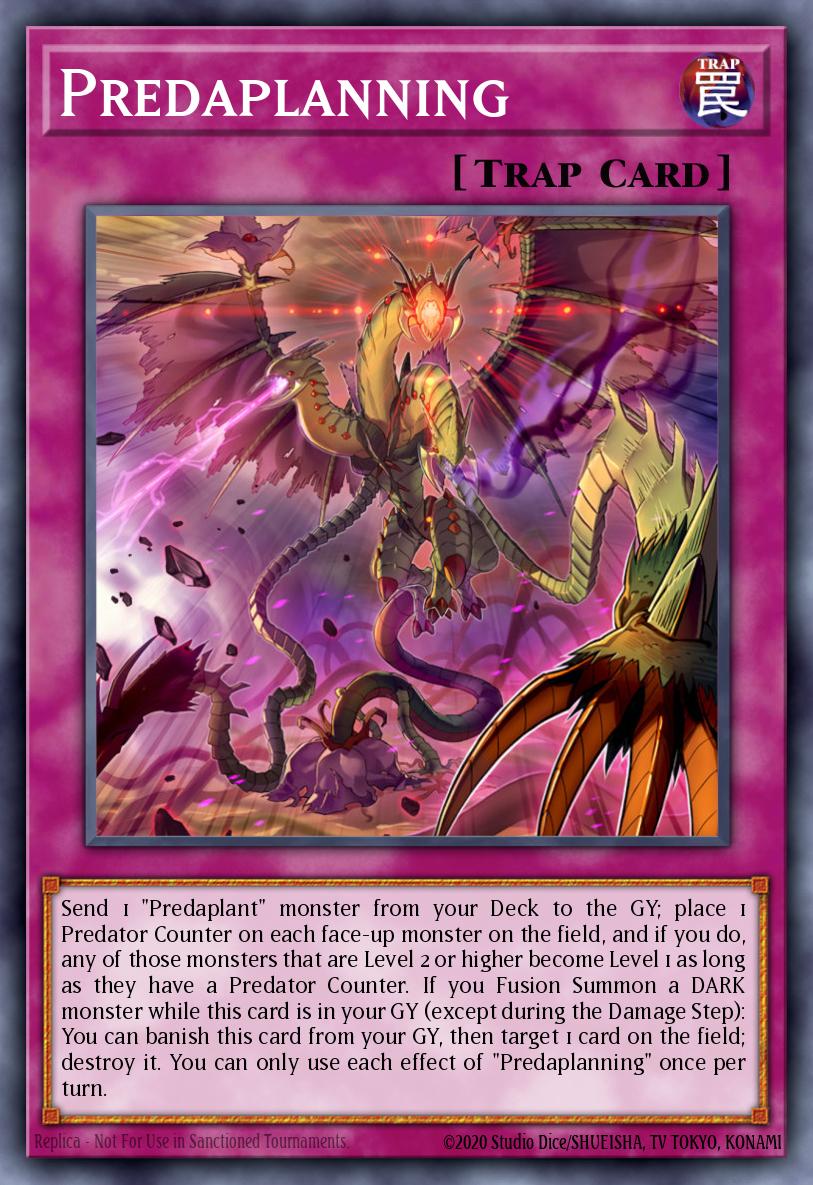 Predaplanning
TRAP
罠
[Trap Card]
Send 1 "Predaplant" monster from your Deck to the GY; place 1
Predator Counter on each face-up monster on the field, and if you do,
any of those monsters that are Level 2 or higher become Level 1 as long
as they have a Predator Counter. If you Fusion Summon a DARK
monster while this card is in your GY (except during the Damage Step):
You can banish this card from your GY, then target 1 card on the field;
destroy it. You can only use each effect of "Predaplanning" once per
turn.
Replica - Not For Use in Sanctioned Tournaments.
©2020 Studio Dice/SHUEISHA, TV TOKYO, KONAMI